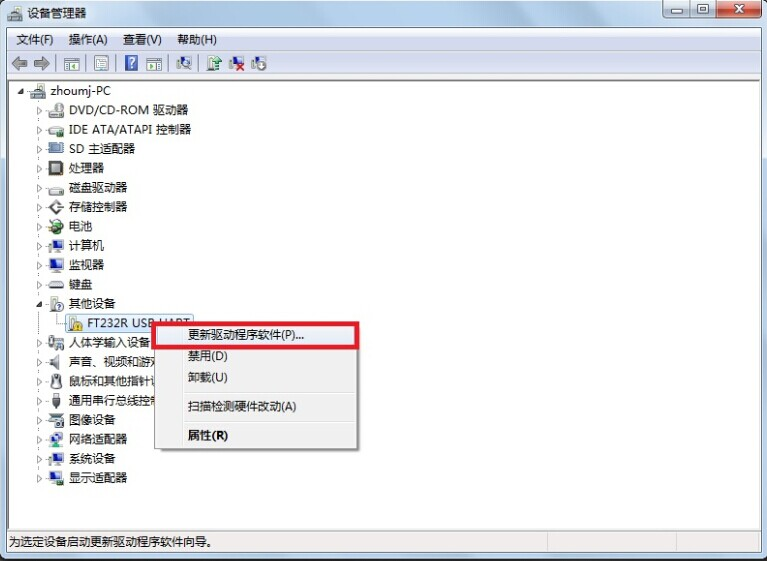 设备管理器
文件(F) 操作(A) 查看(V) 帮助(H)
zhoumj-PC
DVD/CD-ROM 驱动器
IDE ATA/ATAPI 控制器
SD 主适配器
处理器
磁盘驱动器
存储控制器
电池
计算机
监视器
键盘
其他设备
FT232R USB UART
更新驱动程序软件(P)...
人体学输入设备
禁用(D)
声音、视频和游
卸载(U)
鼠标和其他指针
通用串行总线控
扫描检测硬件改动(A)
图像设备
属性(R)
网络适配器
系统设备
显示适配器
为选定设备启动更新驱动程序软件向导。